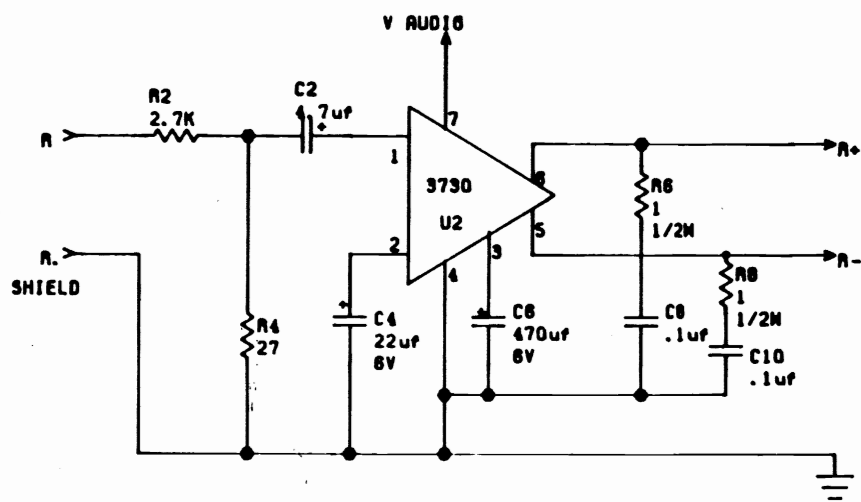 V AUDIO
R2
2.7K
C2
4.7uf
+
7
R
1
3730
U2
6
R+
R6
1
1/2W
R.
SHIELD
2
3
4
5
R-
R8
1
1/2W
R4
27
+
C4
22uf
6V
+
C6
470uf
6V
C8
.1uf
C10
.1uf